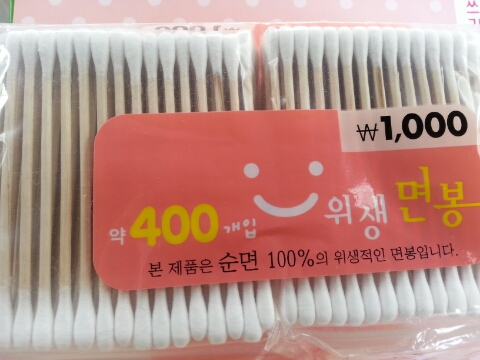 ₩1,000
약 400 개입
위생 면봉
본 제품은 순면 100%의 위생적인 면봉입니다.